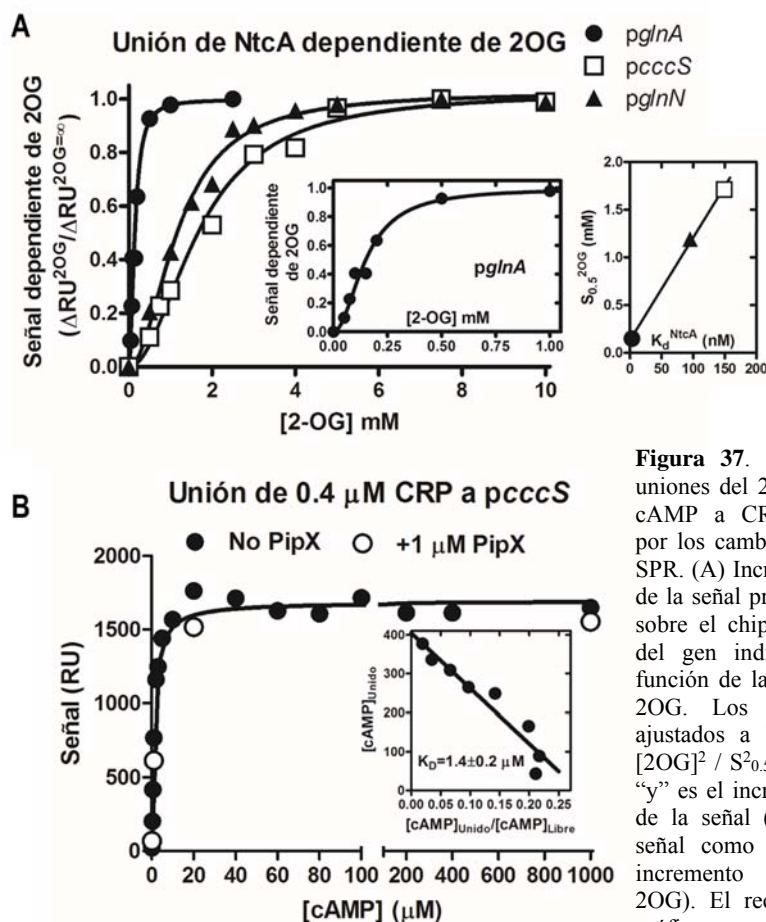 A
Unión de NtcA dependiente de 2OG
pglnA
pcccS
pglnN
Señal dependiente de 2OG
(ΔRU²ᴼᴳ/ΔRU²ᴼᴳ⁼∞)
1.0
0.8
0.6
0.4
0.2
0.0
0 2 4 6 8 10
[2-OG] mM
Señal dependiente
de 2OG
1.0
0.8
0.6
0.4
0.2
0.0
pglnA
[2-OG] mM
0.00 0.25 0.50 0.75 1.00
S₀.₅²ᴼᴳ (mM)
2.0
1.5
1.0
0.5
0.0
K_d^NtcA (nM)
0 50 100 150 200
B
Unión de 0.4 μM CRP a pcccS
No PipX
+1 μM PipX
Señal (RU)
2000
1500
1000
500
0
0 20 40 60 80 100 200 400 600 800 1000
[cAMP] (μM)
[cAMP]Unido
400
300
200
100
0
K_D=1.4±0.2 μM
0.00 0.05 0.10 0.15 0.20 0.25
[cAMP]Unido/[cAMP]Libre
Figura 37.
uniones del 2
cAMP a CR
por los camb
SPR. (A) Incre
de la señal pr
sobre el chip
del gen indi
función de la
2OG. Los
ajustados a
[2OG]² / S²0.5
"y" es el incr
de la señal (
señal como
incremento
2OG). El rec